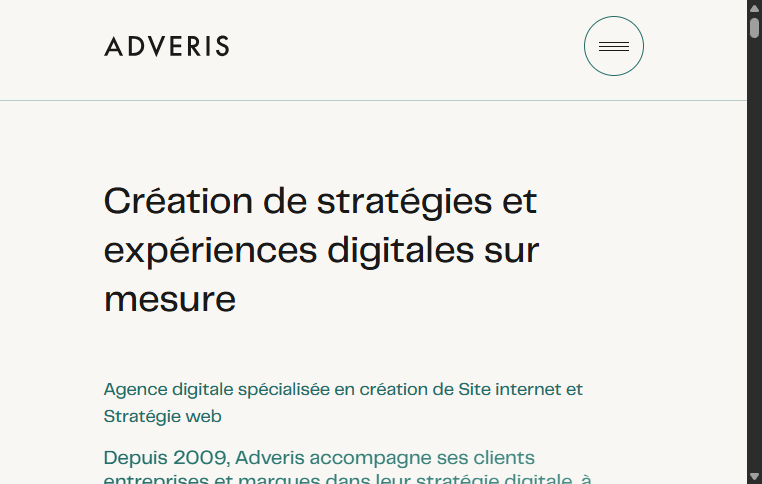 ADVERIS
Création de stratégies et
expériences digitales sur
mesure
Agence digitale spécialisée en création de Site internet et
Stratégie web
Depuis 2009, Adveris accompagne ses clients
entreprises et marques dans leur stratégie digitale, à